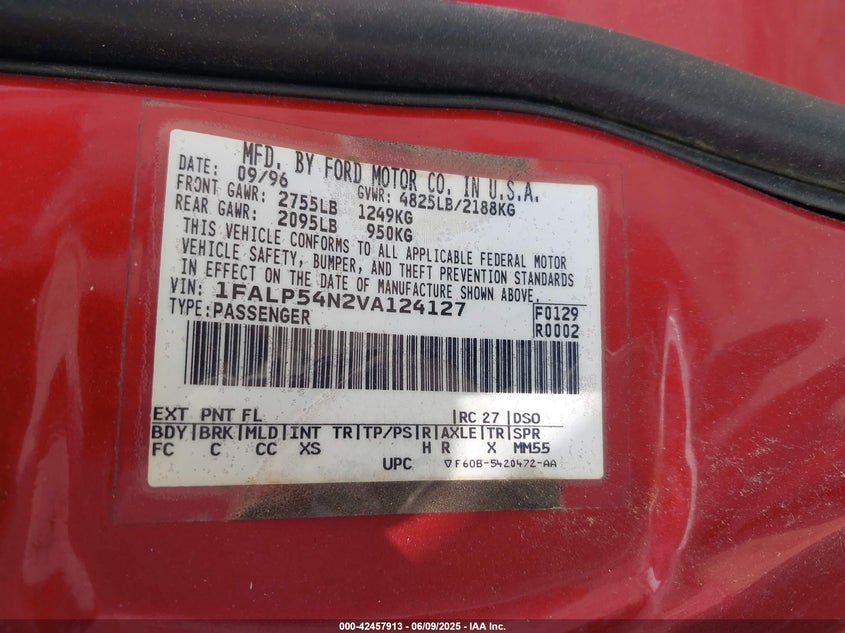 MFD. BY FORD MOTOR CO. IN U.S.A.
DATE: 09/96 GVWR: 4825LB/2188KG
FRONT GAWR: 2755LB 1249KG
REAR GAWR: 2095LB 950KG
THIS VEHICLE CONFORMS TO ALL APPLICABLE FEDERAL MOTOR
VEHICLE SAFETY, BUMPER, AND THEFT PREVENTION STANDARDS
IN EFFECT ON THE DATE OF MANUFACTURE SHOWN ABOVE.
VIN: 1FALP54N2VA124127
TYPE: PASSENGER
F0129
R0002
EXT PNT FL RC 27 DSO
BDY BRK MLD INT TR TP/PS R AXLE TR SPR
FC C CC XS H R X MM55
UPC ▽F60B-5420472-AA
000-42457913 - 06/09/2025 - IAA Inc.